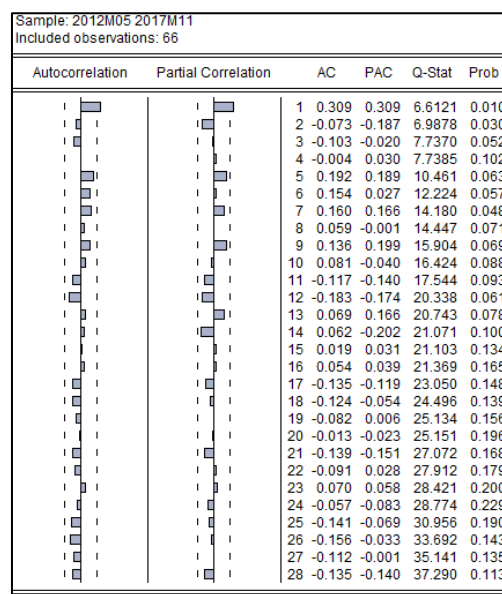 Sample: 2012M05 2017M11
Included observations: 66
Autocorrelation Partial Correlation AC PAC Q-Stat Prob
1 0.309 0.309 6.6121 0.010
2 -0.073 -0.187 6.9878 0.030
3 -0.103 -0.020 7.7370 0.052
4 -0.004 0.030 7.7385 0.102
5 0.192 0.189 10.461 0.063
6 0.154 0.027 12.224 0.057
7 0.160 0.166 14.180 0.048
8 0.059 -0.001 14.447 0.071
9 0.136 0.199 15.904 0.069
10 0.081 -0.040 16.424 0.088
11 -0.117 -0.140 17.544 0.093
12 -0.183 -0.174 20.338 0.061
13 0.069 0.166 20.743 0.078
14 0.062 -0.202 21.071 0.100
15 0.019 0.031 21.103 0.134
16 0.054 0.039 21.369 0.165
17 -0.135 -0.119 23.050 0.148
18 -0.124 -0.054 24.496 0.139
19 -0.082 0.006 25.134 0.156
20 -0.013 -0.023 25.151 0.196
21 -0.139 -0.151 27.072 0.168
22 -0.091 0.028 27.912 0.179
23 0.070 0.058 28.421 0.200
24 -0.057 -0.083 28.774 0.229
25 -0.141 -0.069 30.956 0.190
26 -0.156 -0.033 33.692 0.143
27 -0.112 -0.001 35.141 0.135
28 -0.135 -0.140 37.290 0.113